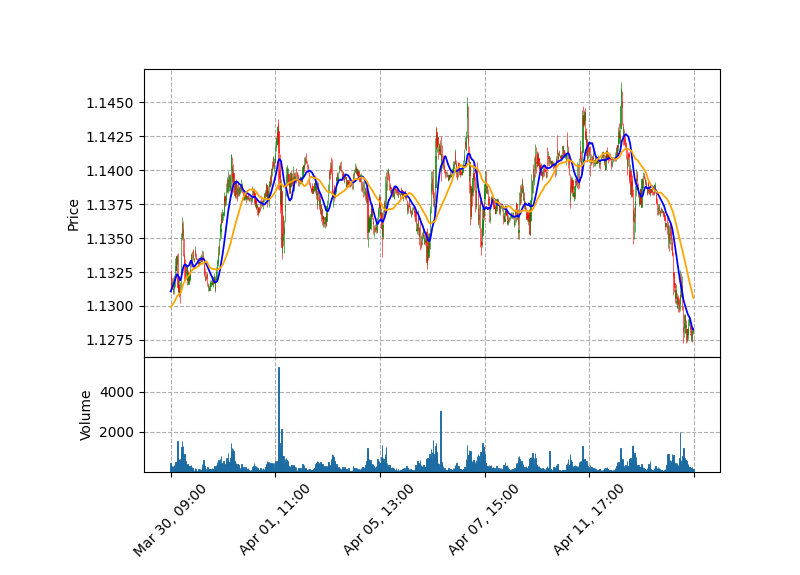 1.1450
1.1425
1.1400
1.1375
1.1350
1.1325
1.1300
1.1275
Price
4000
2000
Volume
Mar 30, 09:00
Apr 01, 11:00
Apr 05, 13:00
Apr 07, 15:00
Apr 11, 17:00